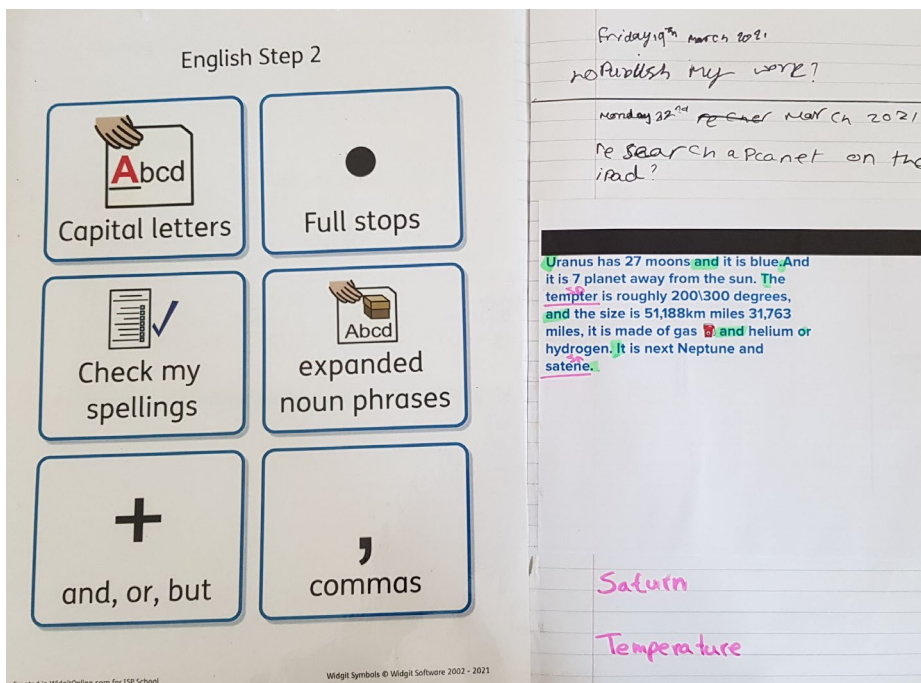 English Step 2
Abcd
Capital letters
Full stops
Check my
spellings
Abcd
expanded
noun phrases
+
and, or, but
,
commas
Widgit Symbols © Widgit Software 2002 - 2021
Friday 19th March 2021
Publish my work?
Monday 22nd March 2021
research a planet on the
ipad?
Uranus has 27 moons and it is blue.And
it is 7 planet away from the sun. The
sp
tempter is roughly 200\300 degrees,
and the size is 51,188km miles 31,763
miles, it is made of gas and helium or
hydrogen. It is next Neptune and
sp
satene.
Saturn
Temperature